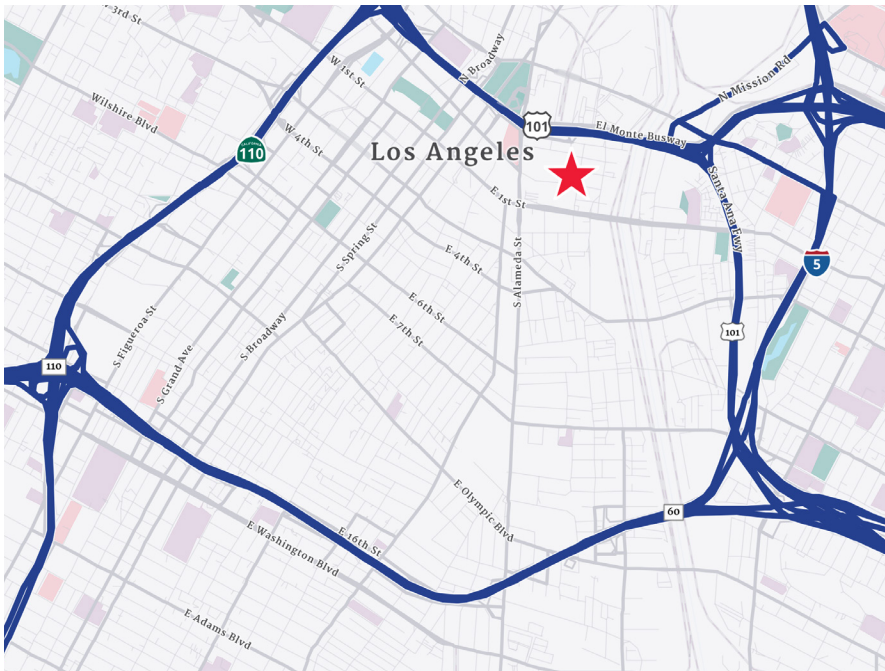 W 3rd St
N Broadway
W 1st St
N Mission Rd
Wilshire Blvd
101
El Monte Busway
W 4th St
CALIFORNIA
110
Los Angeles
Santa Ana Fwy
E 1st St
S Spring St
E 4th St
S Alameda St
5
E 6th St
S Figueroa St
S Broadway
E 7th St
101
S Grand Ave
110
E Olympic Blvd
60
E 16th St
E Washington Blvd
E Adams Blvd